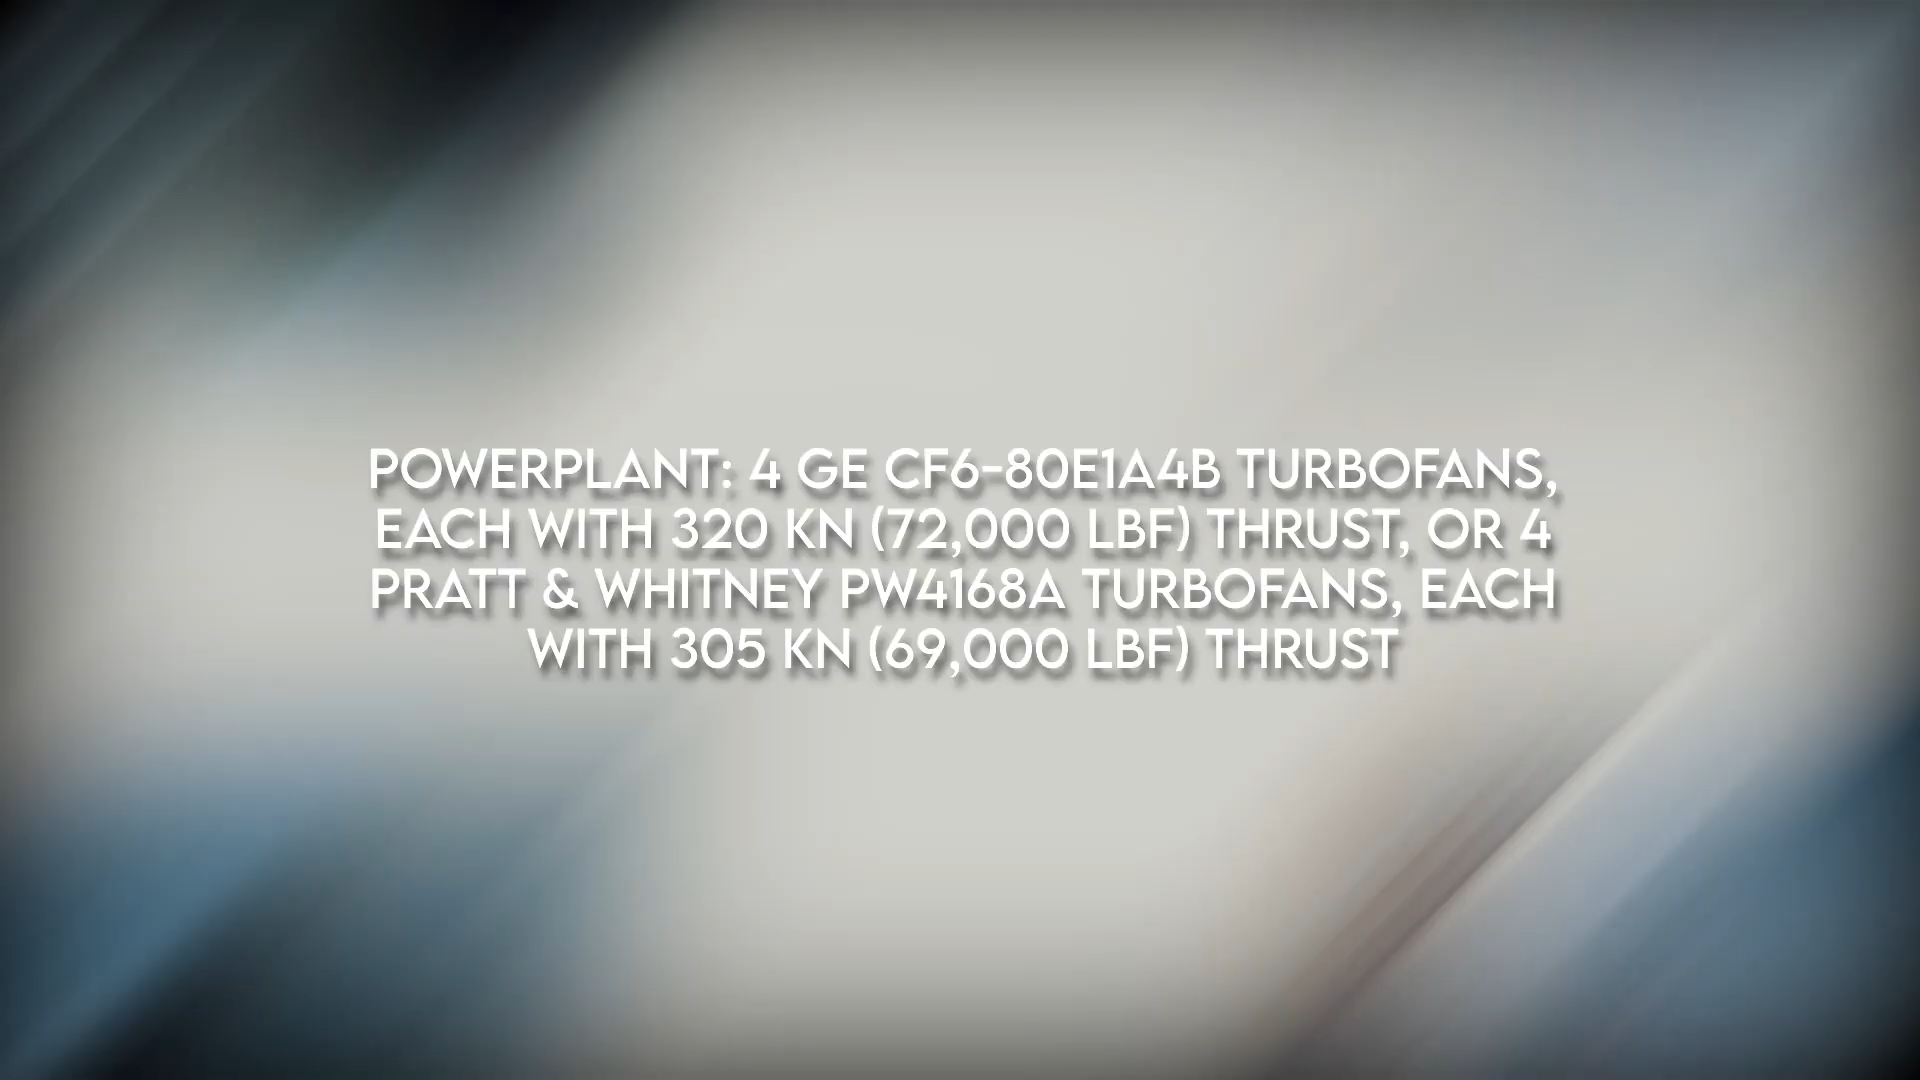 POWERPLANT: 4 GE CF6-80E1A4B TURBOFANS,
EACH WITH 320 KN (72,000 LBF) THRUST, OR 4
PRATT & WHITNEY PW4168A TURBOFANS, EACH
WITH 305 KN (69,000 LBF) THRUST